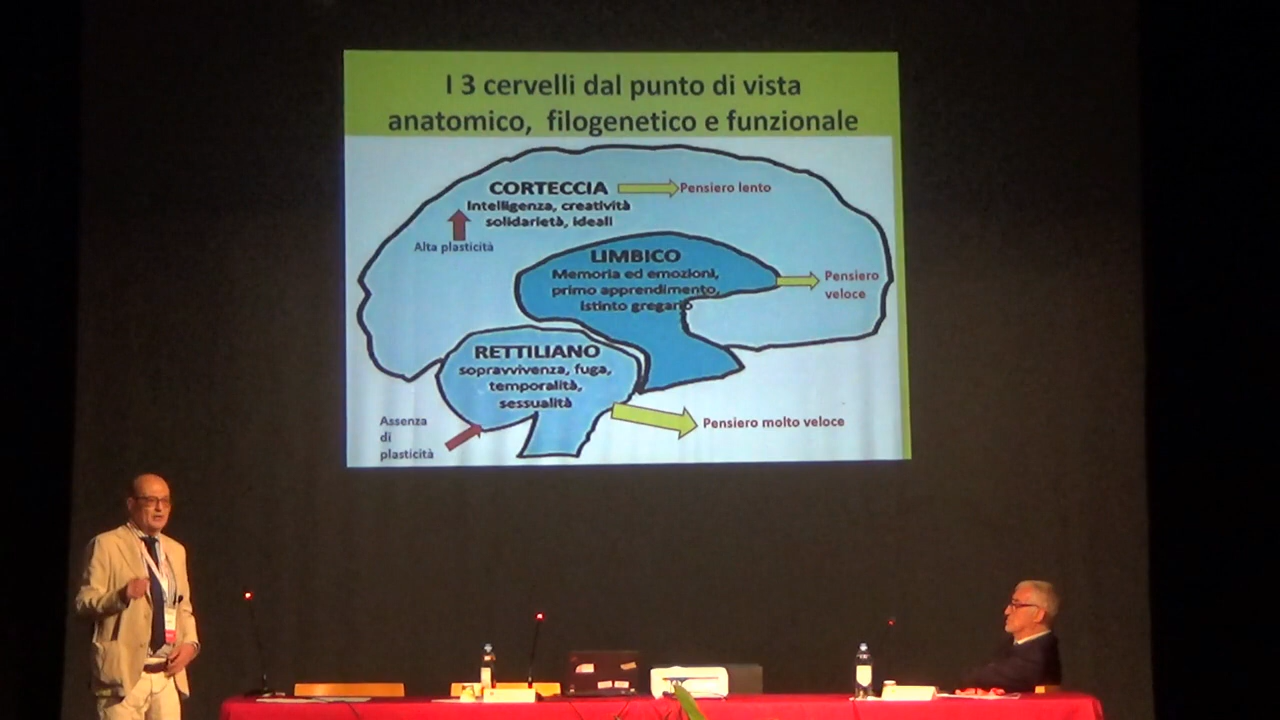 I 3 cervelli dal punto di vista
anatomico, filogenetico e funzionale
CORTECCIA
Pensiero lento
Intelligenza, creatività
solidarietà, ideali
Alta plasticità
LIMBICO
Memoria ed emozioni,
primo apprendimento,
istinto gregario
Pensiero
veloce
RETTILIANO
sopravvivenza, fuga,
temporalità,
sessualità
Assenza
di
plasticità
Pensiero molto veloce